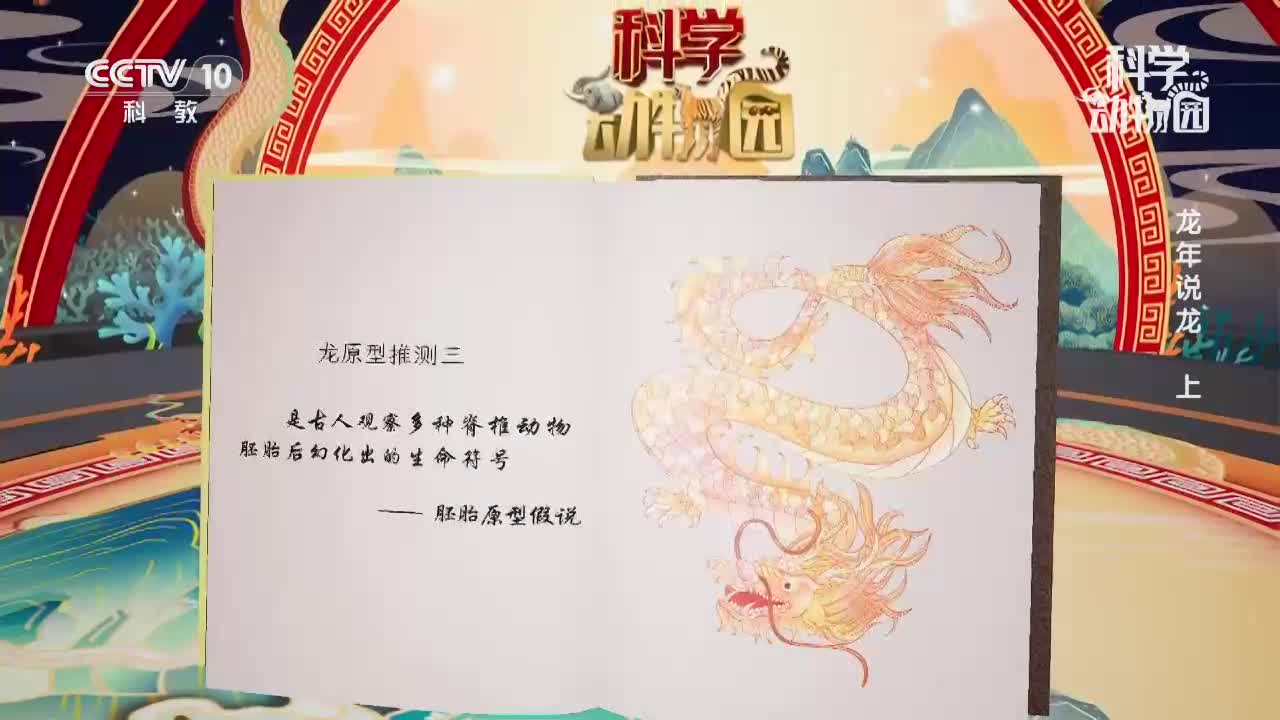 CCTV 10
科教
科学
动物园
科学
动物园
龙年说龙 上
龙原型推测三
是古人观察多种脊椎动物
胚胎后幻化出的生命符号
—— 胚胎原型假说